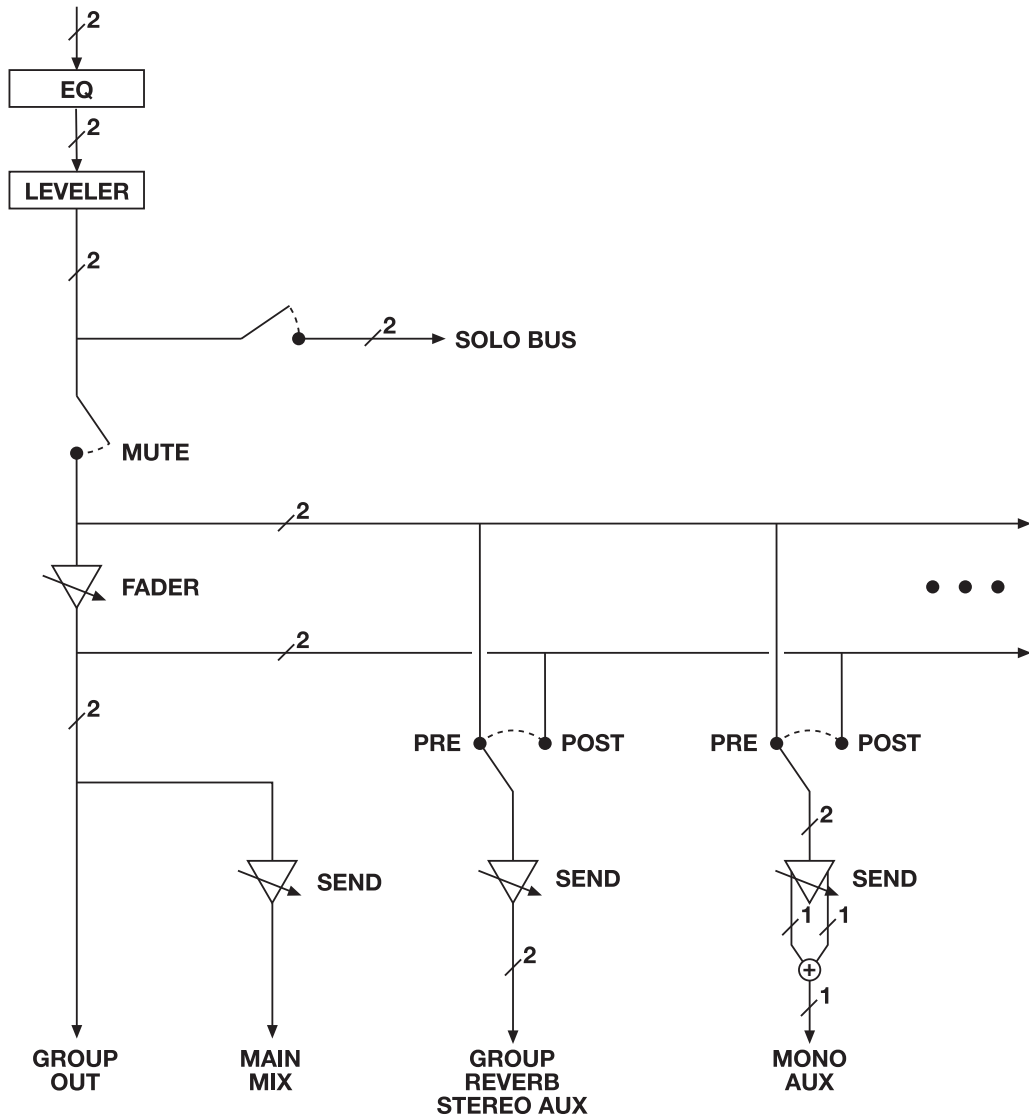 2
EQ
2
LEVELER
2
2
SOLO BUS
MUTE
2
FADER
2
2
PRE
POST
PRE
POST
2
SEND
SEND
SEND
1
1
2
1
GROUP
OUT
MAIN
MIX
GROUP
REVERB
STEREO AUX
MONO
AUX